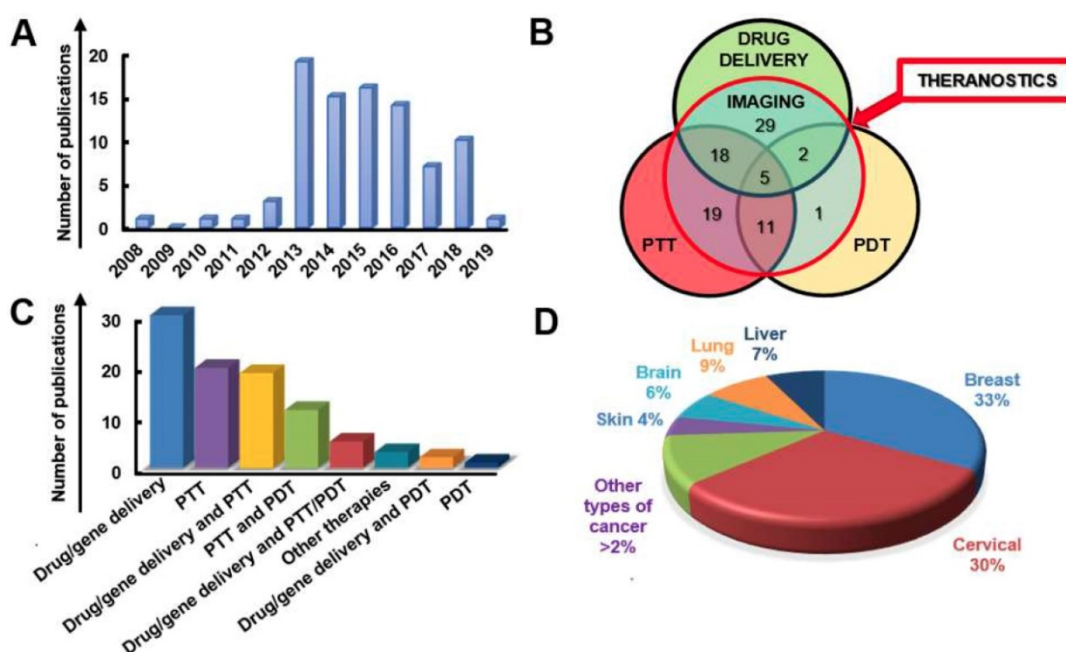 A
Number of publications
20
15
10
5
0
2008
2009
2010
2011
2012
2013
2014
2015
2016
2017
2018
2019
B
DRUG
DELIVERY
THERANOSTICS
IMAGING
29
18
2
5
19
11
1
PTT
PDT
C
Number of publications
30
20
10
0
Drug/gene delivery
PTT
Drug/gene delivery and PTT
PTT and PDT
Drug/gene delivery and PTT/PDT
Other therapies
Drug/gene delivery and PDT
PDT
D
Liver
7%
Lung
9%
Brain
6%
Skin 4%
Other
types of
cancer
>2%
Breast
33%
Cervical
30%